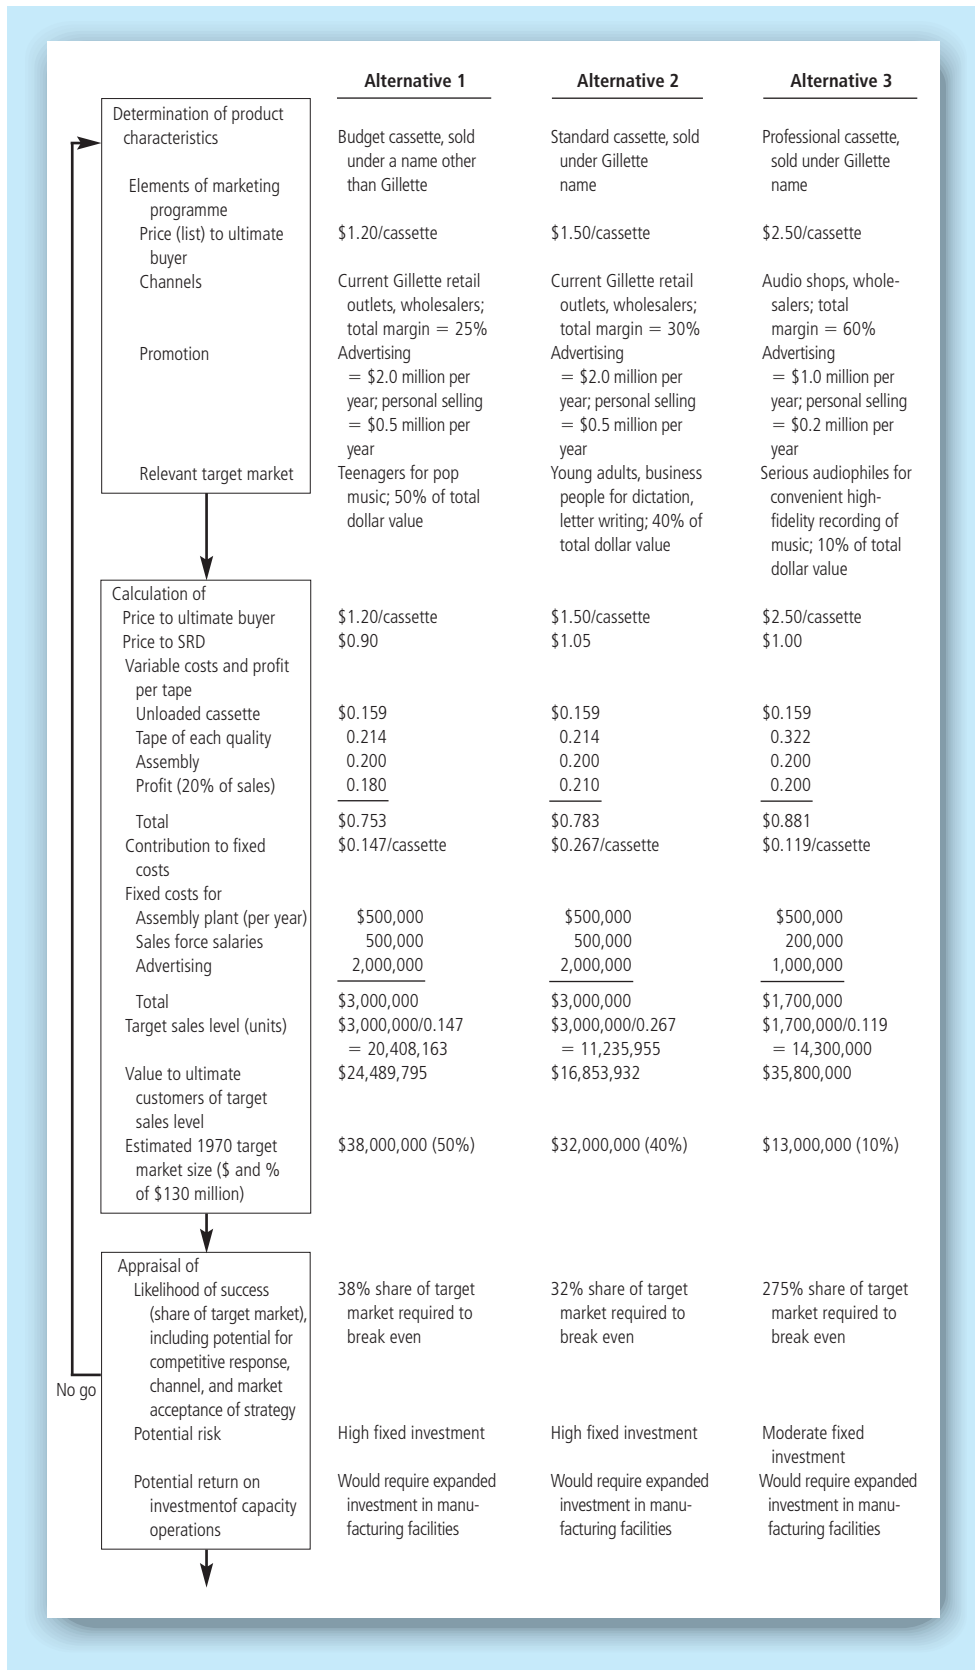 Alternative 1 Alternative 2 Alternative 3
Determination of product
characteristics Budget cassette, sold Standard cassette, sold Professional cassette,
under a name other under Gillette sold under Gillette
than Gillette name name
Elements of marketing
programme
Price (list) to ultimate $1.20/cassette $1.50/cassette $2.50/cassette
buyer
Channels Current Gillette retail Current Gillette retail Audio shops, whole-
outlets, wholesalers; outlets, wholesalers; salers; total
total margin = 25% total margin = 30% margin = 60%
Promotion Advertising Advertising Advertising
= $2.0 million per = $2.0 million per = $1.0 million per
year; personal selling year; personal selling year; personal selling
= $0.5 million per = $0.5 million per = $0.2 million per
year year year
Relevant target market Teenagers for pop Young adults, business Serious audiophiles for
music; 50% of total people for dictation, convenient high-
dollar value letter writing; 40% of fidelity recording of
total dollar value music; 10% of total
dollar value
Calculation of
Price to ultimate buyer $1.20/cassette $1.50/cassette $2.50/cassette
Price to SRD $0.90 $1.05 $1.00
Variable costs and profit
per tape
Unloaded cassette $0.159 $0.159 $0.159
Tape of each quality 0.214 0.214 0.322
Assembly 0.200 0.200 0.200
Profit (20% of sales) 0.180 0.210 0.200
Total $0.753 $0.783 $0.881
Contribution to fixed $0.147/cassette $0.267/cassette $0.119/cassette
costs
Fixed costs for
Assembly plant (per year) $500,000 $500,000 $500,000
Sales force salaries 500,000 500,000 200,000
Advertising 2,000,000 2,000,000 1,000,000
Total $3,000,000 $3,000,000 $1,700,000
Target sales level (units) $3,000,000/0.147 $3,000,000/0.267 $1,700,000/0.119
= 20,408,163 = 11,235,955 = 14,300,000
Value to ultimate $24,489,795 $16,853,932 $35,800,000
customers of target
sales level
Estimated 1970 target $38,000,000 (50%) $32,000,000 (40%) $13,000,000 (10%)
market size ($ and %
of $130 million)
Appraisal of
Likelihood of success 38% share of target 32% share of target 275% share of target
(share of target market), market required to market required to market required to
including potential for break even break even break even
competitive response,
channel, and market
No go
acceptance of strategy
Potential risk High fixed investment High fixed investment Moderate fixed
investment
Potential return on Would require expanded Would require expanded Would require expanded
investmentof capacity investment in manu- investment in manu- investment in manu-
operations facturing facilities facturing facilities facturing facilities